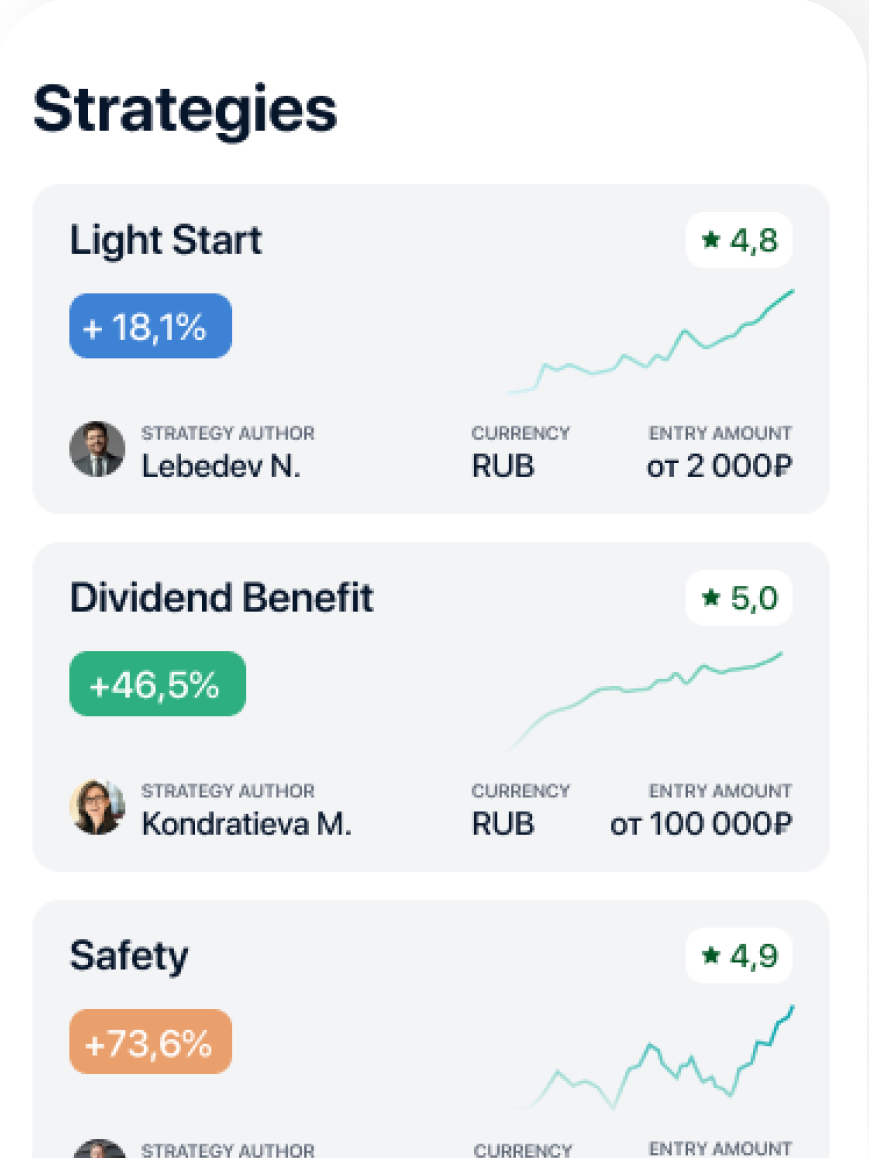 Strategies
Light Start
★ 4,8
+ 18,1%
STRATEGY AUTHOR
CURRENCY
ENTRY AMOUNT
Lebedev N.
RUB
от 2 000₽
Dividend Benefit
★ 5,0
+46,5%
STRATEGY AUTHOR
CURRENCY
ENTRY AMOUNT
Kondratieva M.
RUB
от 100 000₽
Safety
★ 4,9
+73,6%
STRATEGY AUTHOR
CURRENCY
ENTRY AMOUNT